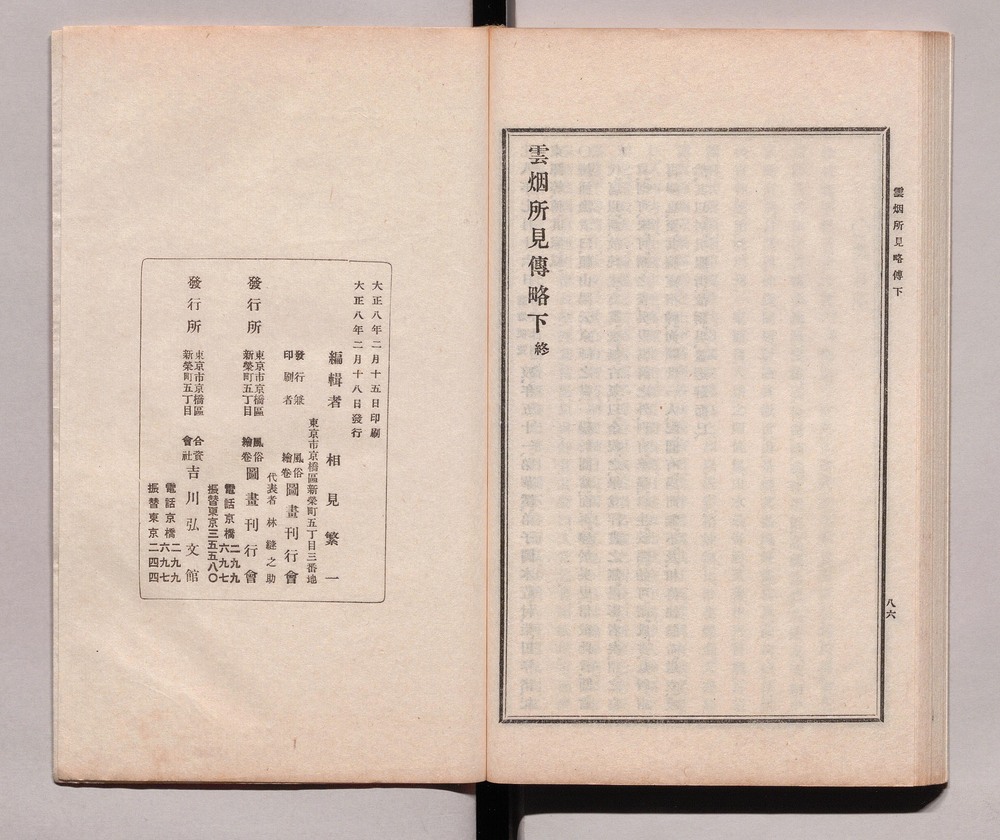 雲烟所見略傳下
八六
雲烟所見傳略下終
大正八年二月十五日印刷
大正八年二月十八日發行
編輯者 相見繁一
東京市京橋區新榮町五丁目三番地
發行兼印刷者 風俗繪卷圖畫刊行會
代表者 林縫之助
發行所 東京市京橋區新榮町五丁目 風俗繪卷圖畫刊行會
電話京橋二九九六九七
振替東京三五五八〇
發行所 東京市京橋區新榮町五丁目 合資會社吉川弘文館
電話京橋二九九六九七
振替東京二四四